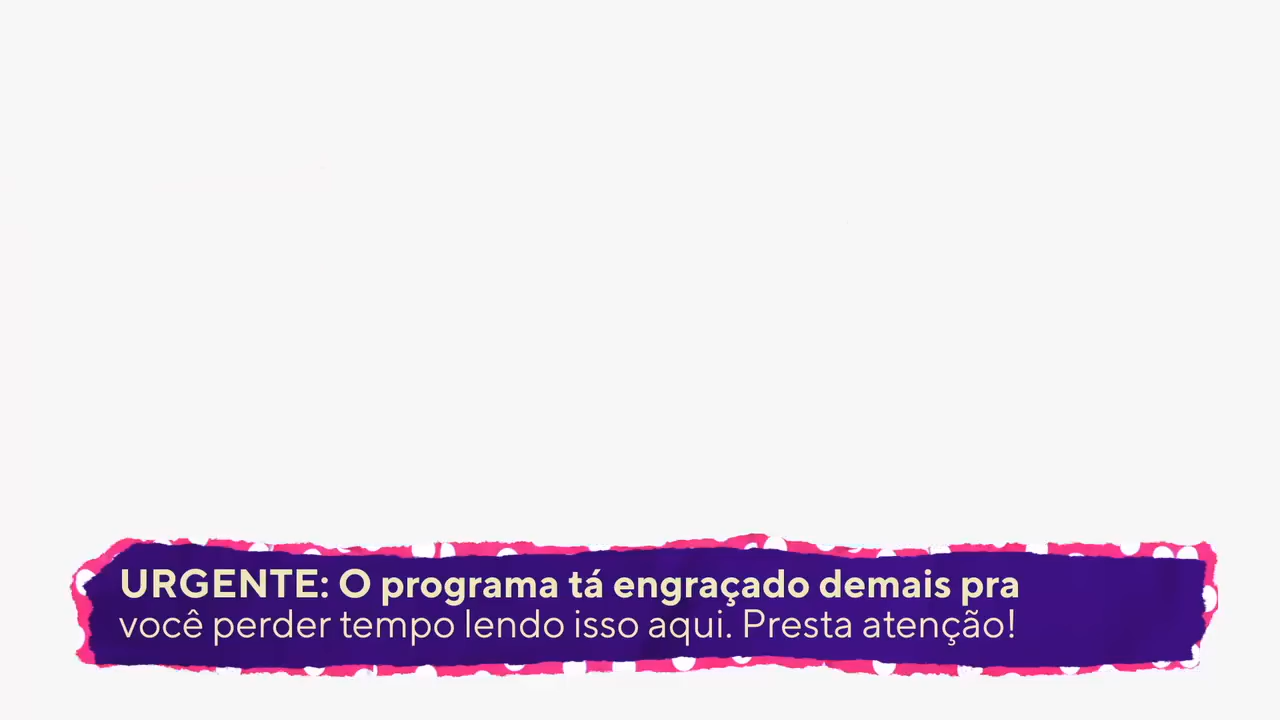 URGENTE: O programa tá engraçado demais pra
você perder tempo lendo isso aqui. Presta atenção!